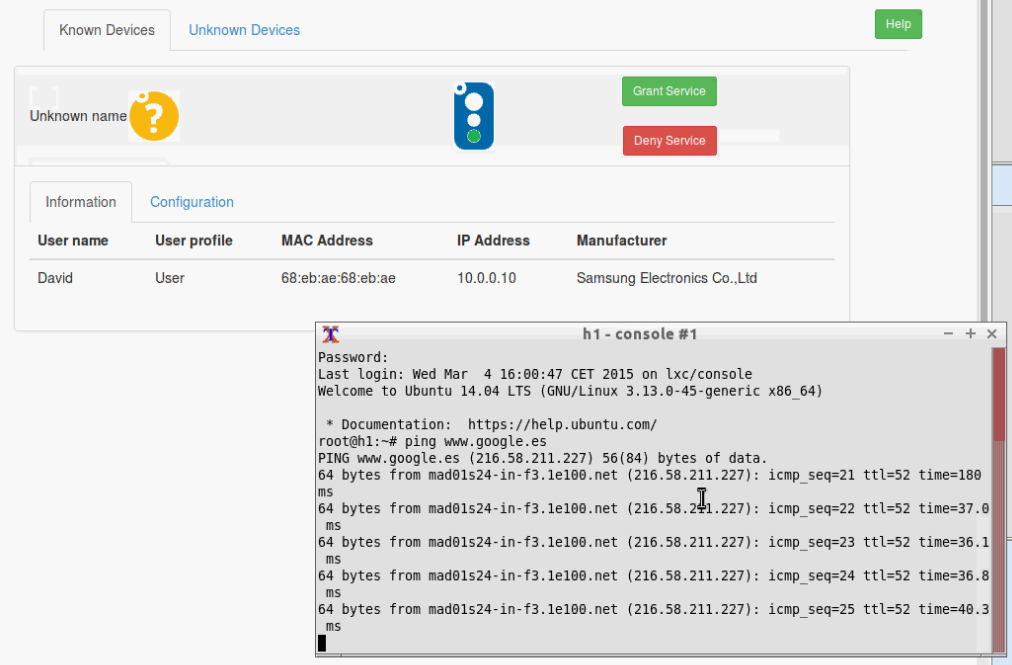 Known Devices Unknown Devices Help
Grant Service
Unknown name ?
Deny Service
Information Configuration
User name User profile MAC Address IP Address Manufacturer
David User 68:eb:ae:68:eb:ae 10.0.0.10 Samsung Electronics Co.,Ltd
h1 - console #1
Password:
Last login: Wed Mar  4 16:00:47 CET 2015 on lxc/console
Welcome to Ubuntu 14.04 LTS (GNU/Linux 3.13.0-45-generic x86_64)
* Documentation:  https://help.ubuntu.com/
root@h1:~# ping www.google.es
PING www.google.es (216.58.211.227) 56(84) bytes of data.
64 bytes from mad01s24-in-f3.1e100.net (216.58.211.227): icmp_seq=21 ttl=52 time=180
ms
64 bytes from mad01s24-in-f3.1e100.net (216.58.211.227): icmp_seq=22 ttl=52 time=37.0
ms
64 bytes from mad01s24-in-f3.1e100.net (216.58.211.227): icmp_seq=23 ttl=52 time=36.1
ms
64 bytes from mad01s24-in-f3.1e100.net (216.58.211.227): icmp_seq=24 ttl=52 time=36.8
ms
64 bytes from mad01s24-in-f3.1e100.net (216.58.211.227): icmp_seq=25 ttl=52 time=40.3
ms